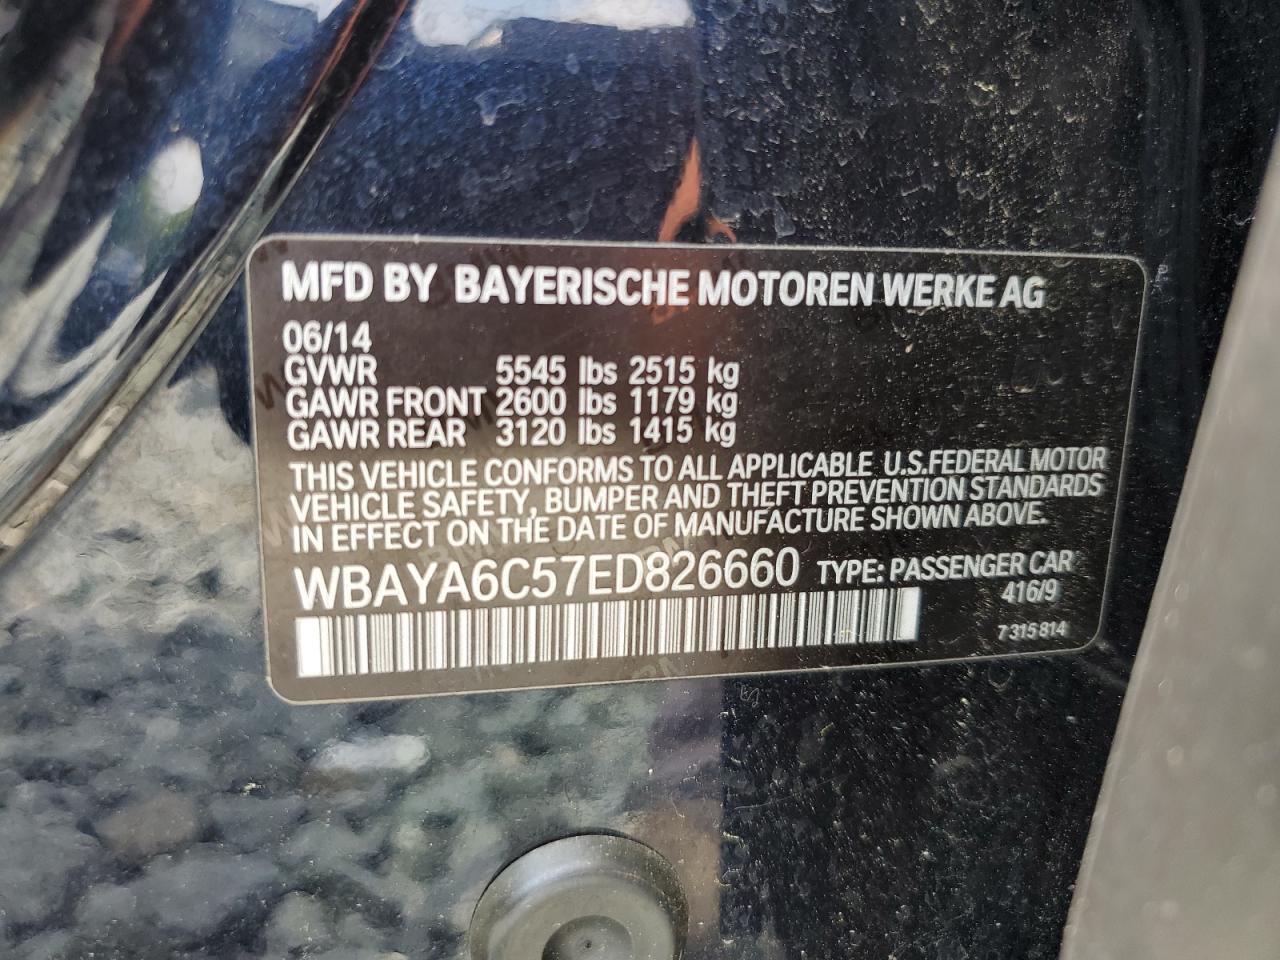 MFD BY BAYERISCHE MOTOREN WERKE AG
06/14
GVWR 5545 lbs 2515 kg
GAWR FRONT 2600 lbs 1179 kg
GAWR REAR 3120 lbs 1415 kg
THIS VEHICLE CONFORMS TO ALL APPLICABLE U.S.FEDERAL MOTOR
VEHICLE SAFETY, BUMPER AND THEFT PREVENTION STANDARDS
IN EFFECT ON THE DATE OF MANUFACTURE SHOWN ABOVE.
WBAYA6C57ED826660 TYPE: PASSENGER CAR
416/9
7 315 814